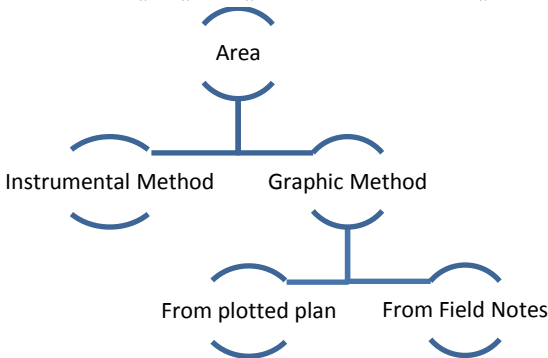 Area
Instrumental Method
Graphic Method
From plotted plan
From Field Notes